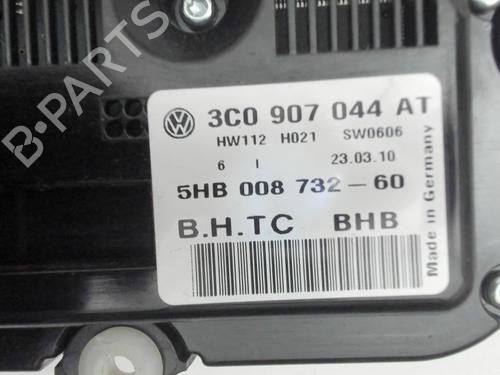 3C0 907 044 AT
HW112 H021 SW0606
6 I 23.03.10
5HB 008 732-60
B.H.TC BHB
Made in Germany
B-PARTS